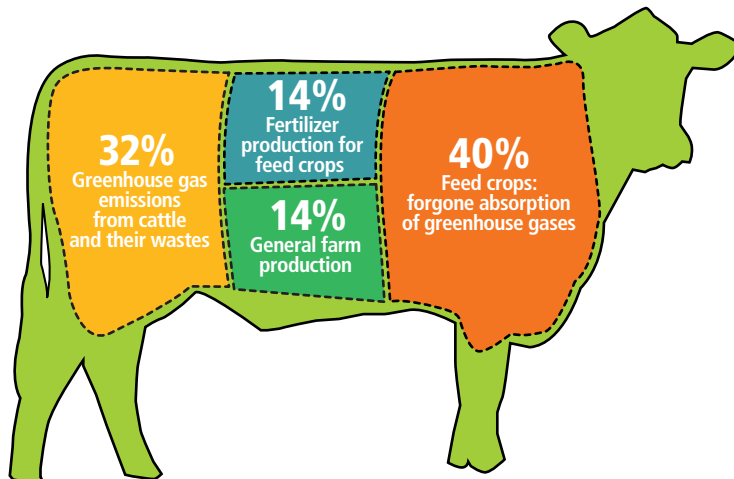 32%
Greenhouse gas
emissions
from cattle
and their wastes
14%
Fertilizer
production for
feed crops
14%
General farm
production
40%
Feed crops:
forgone absorption
of greenhouse gases